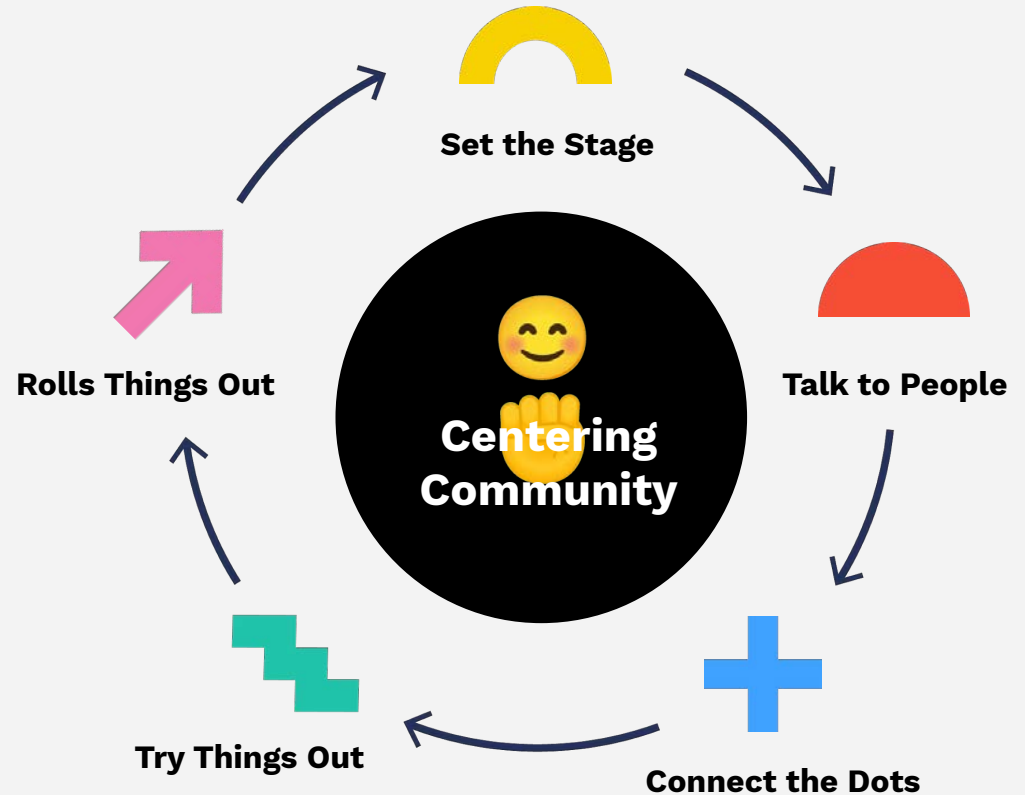 Set the Stage
Talk to People
Connect the Dots
Try Things Out
Rolls Things Out
Centering
Community